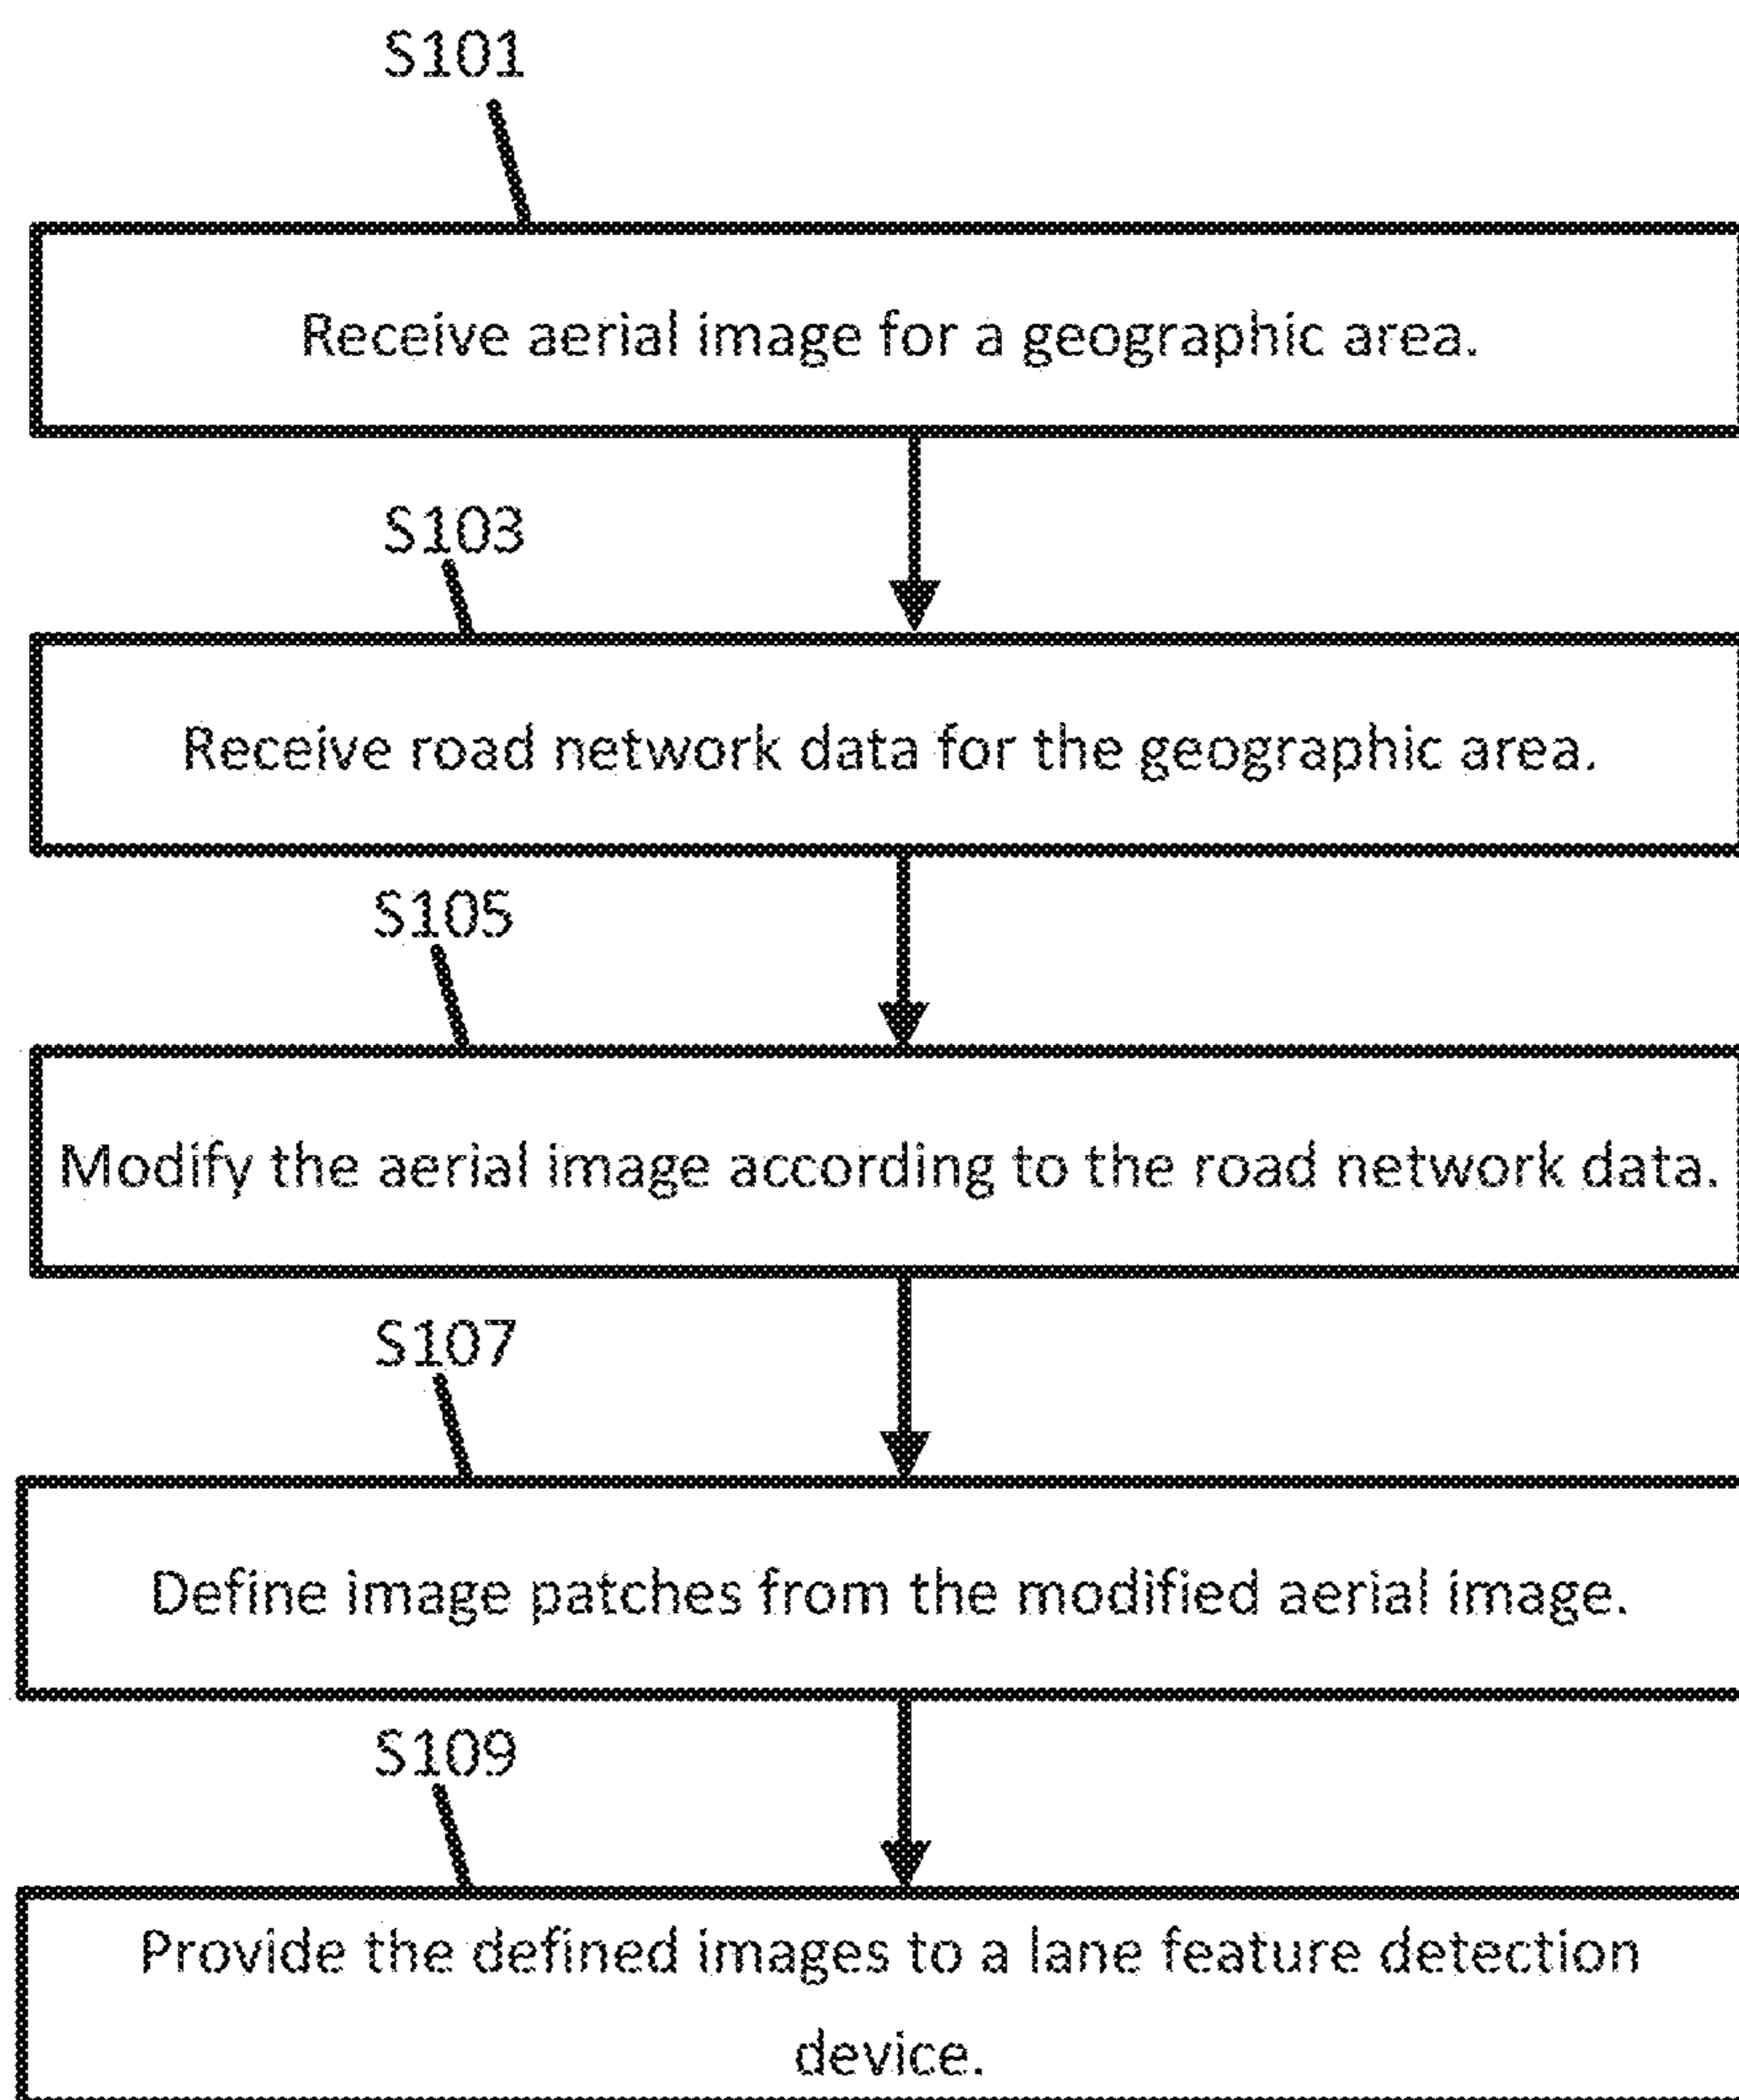 S101
Receive aerial image for a geographic area.
S103
Receive road network data for the geographic area.
S105
Modify the aerial image according to the road network data.
S107
Define image patches from the modified aerial image.
S109
Provide the defined images to a lane feature detection
device.